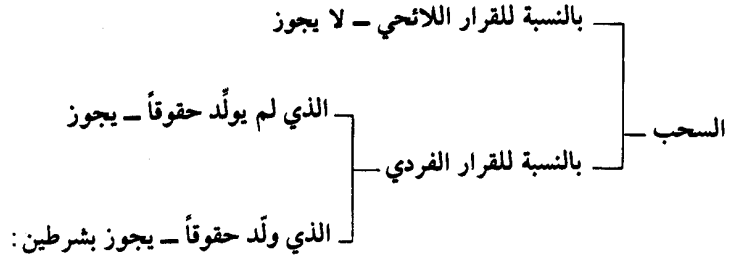 بالنسبة للقرار اللائحي – لا يجوز
الذي لم يولِّد حقوقاً – يجوز
السحب
بالنسبة للقرار الفردي
الذي ولّد حقوقاً – يجوز بشرطين :